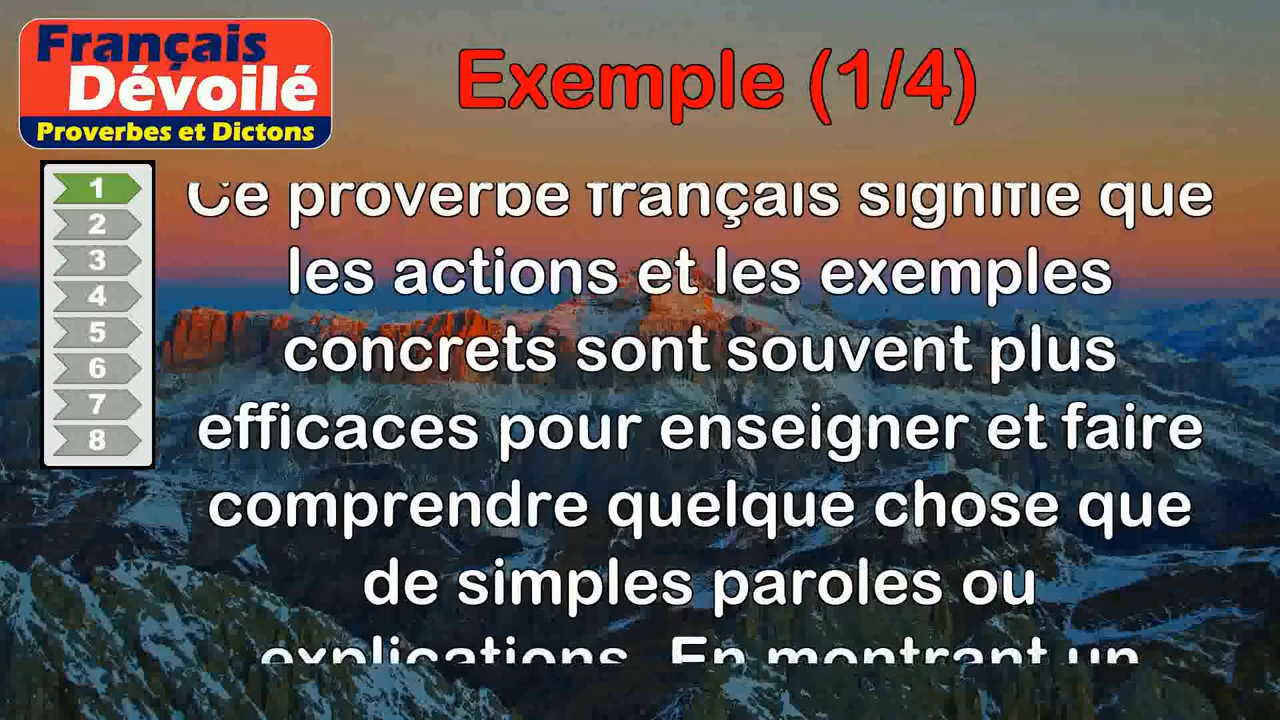 Français
Dévoilé
Proverbes et Dictons
Exemple (1/4)
1
2
3
4
5
6
7
8
Ce proverbe français signifie que
les actions et les exemples
concrets sont souvent plus
efficaces pour enseigner et faire
comprendre quelque chose que
de simples paroles ou
explications. En montrant un